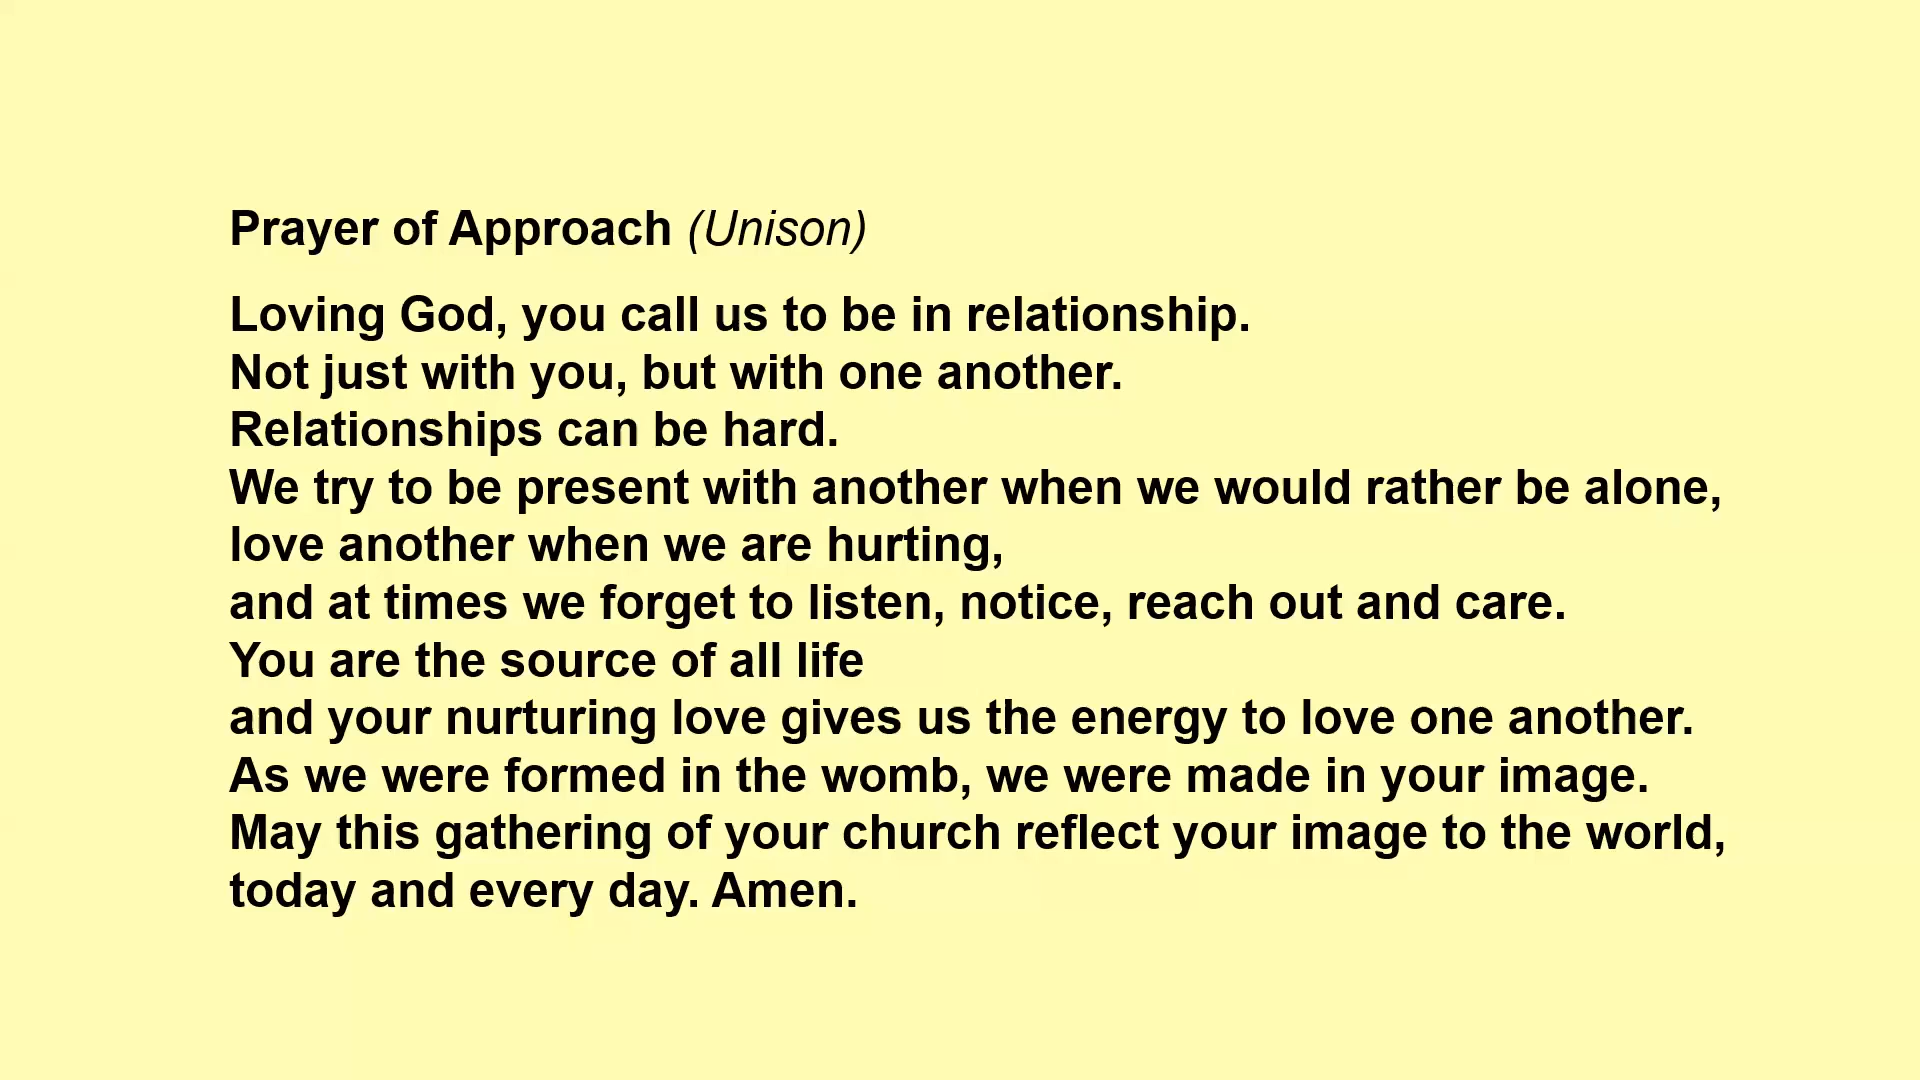 Prayer of Approach (Unison)
Loving God, you call us to be in relationship.
Not just with you, but with one another.
Relationships can be hard.
We try to be present with another when we would rather be alone,
love another when we are hurting,
and at times we forget to listen, notice, reach out and care.
You are the source of all life
and your nurturing love gives us the energy to love one another.
As we were formed in the womb, we were made in your image.
May this gathering of your church reflect your image to the world,
today and every day. Amen.